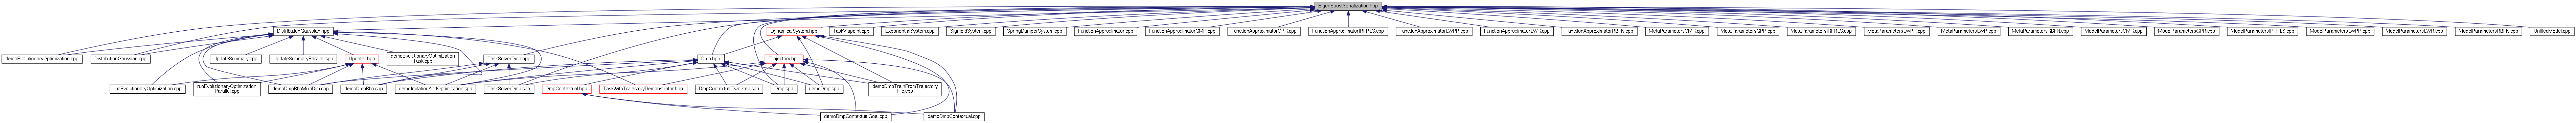 EigenBoostSerialization.hpp
DistributionGaussian.hpp
DynamicalSystem.hpp
TaskViapoint.cpp
ExponentialSystem.cpp
SigmoidSystem.cpp
SpringDamperSystem.cpp
FunctionApproximator.cpp
FunctionApproximatorGMR.cpp
FunctionApproximatorGPR.cpp
FunctionApproximatorIRFRLS.cpp
FunctionApproximatorLWPR.cpp
FunctionApproximatorLWR.cpp
FunctionApproximatorRBFN.cpp
MetaParametersGMR.cpp
MetaParametersGPR.cpp
MetaParametersIRFRLS.cpp
MetaParametersLWPR.cpp
MetaParametersLWR.cpp
MetaParametersRBFN.cpp
ModelParametersGMR.cpp
ModelParametersGPR.cpp
ModelParametersIRFRLS.cpp
ModelParametersLWPR.cpp
ModelParametersLWR.cpp
ModelParametersRBFN.cpp
UnifiedModel.cpp
demoEvolutionaryOptimization.cpp
DistributionGaussian.cpp
UpdateSummary.cpp
UpdateSummaryParallel.cpp
Updater.hpp
demoEvolutionaryOptimization
Task.cpp
TaskSolverDmp.hpp
Dmp.hpp
Trajectory.hpp
runEvolutionaryOptimization.cpp
runEvolutionaryOptimization
Parallel.cpp
demoDmpBboMultiDim.cpp
demoDmpBbo.cpp
demoImitationAndOptimization.cpp
TaskSolverDmp.cpp
DmpContextual.hpp
TaskWithTrajectoryDemonstrator.hpp
DmpContextualTwoStep.cpp
Dmp.cpp
demoDmp.cpp
demoDmpTrainFromTrajectory
File.cpp
demoDmpContextualGoal.cpp
demoDmpContextual.cpp